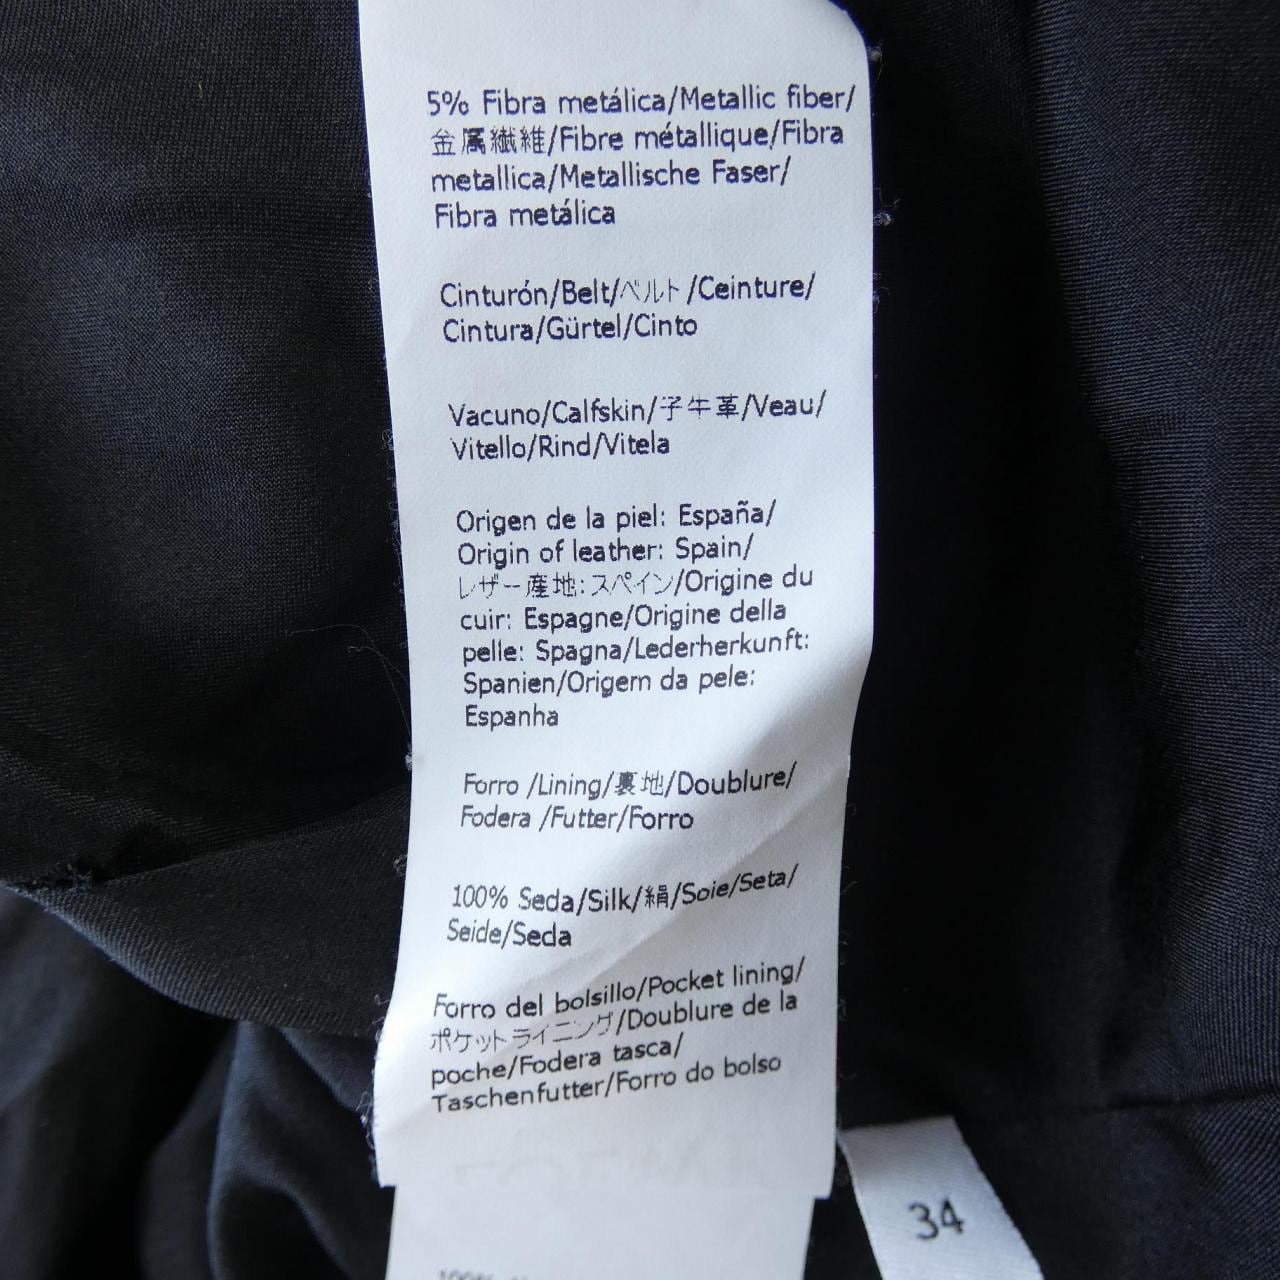 5% Fibra metálica/Metallic fiber/
金属繊維/Fibre métallique/Fibra
metallica/Metallische Faser/
Fibra metálica
Cinturón/Belt/ベルト/Ceinture/
Cintura/Gürtel/Cinto
Vacuno/Calfskin/子牛革/Veau/
Vitello/Rind/Vitela
Origen de la piel: España/
Origin of leather: Spain/
レザー産地:スペイン/Origine du
cuir: Espagne/Origine della
pelle: Spagna/Lederherkunft:
Spanien/Origem da pele:
Espanha
Forro /Lining/裏地/Doublure/
Fodera /Futter/Forro
100% Seda/Silk/絹/Soie/Seta/
Seide/Seda
Forro del bolsillo/Pocket lining/
ポケットライニング/Doublure de la
poche/Fodera tasca/
Taschenfutter/Forro do bolso
34